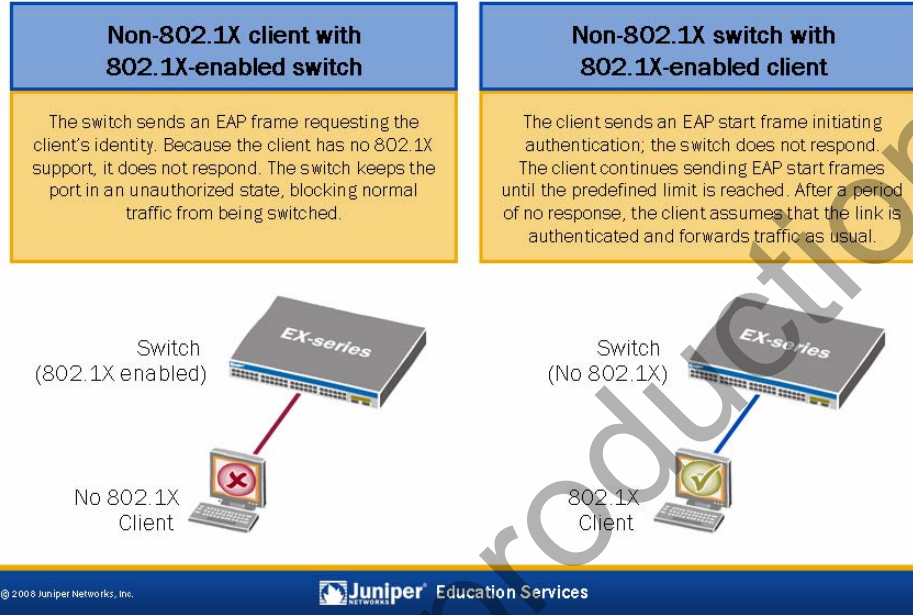 Non-802.1X client with
802.1X-enabled switch
The switch sends an EAP frame requesting the
client's identity. Because the client has no 802.1X
support, it does not respond. The switch keeps the
port in an unauthorized state, blocking normal
traffic from being switched.
Non-802.1X switch with
802.1X-enabled client
The client sends an EAP start frame initiating
authentication; the switch does not respond.
The client continues sending EAP start frames
until the predefined limit is reached. After a period
of no response, the client assumes that the link is
authenticated and forwards traffic as usual.
EX-series
Switch
(802.1X enabled)
No 802.1X
Client
EX-series
Switch
(No 802.1X)
802.1X
Client
© 2008 Juniper Networks, Inc.
Juniper
NETWORKS
Education Services
roduction